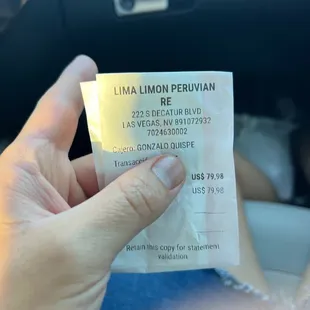 LIMA LIMON PERUVIAN
RE
222 S DECATUR BLVD
LAS VEGAS, NV 891072932
7024630002
Cajero: GONZALO QUISPE
Transacción
US$ 79,98
US$ 79,98
Retain this copy for statement
validation.